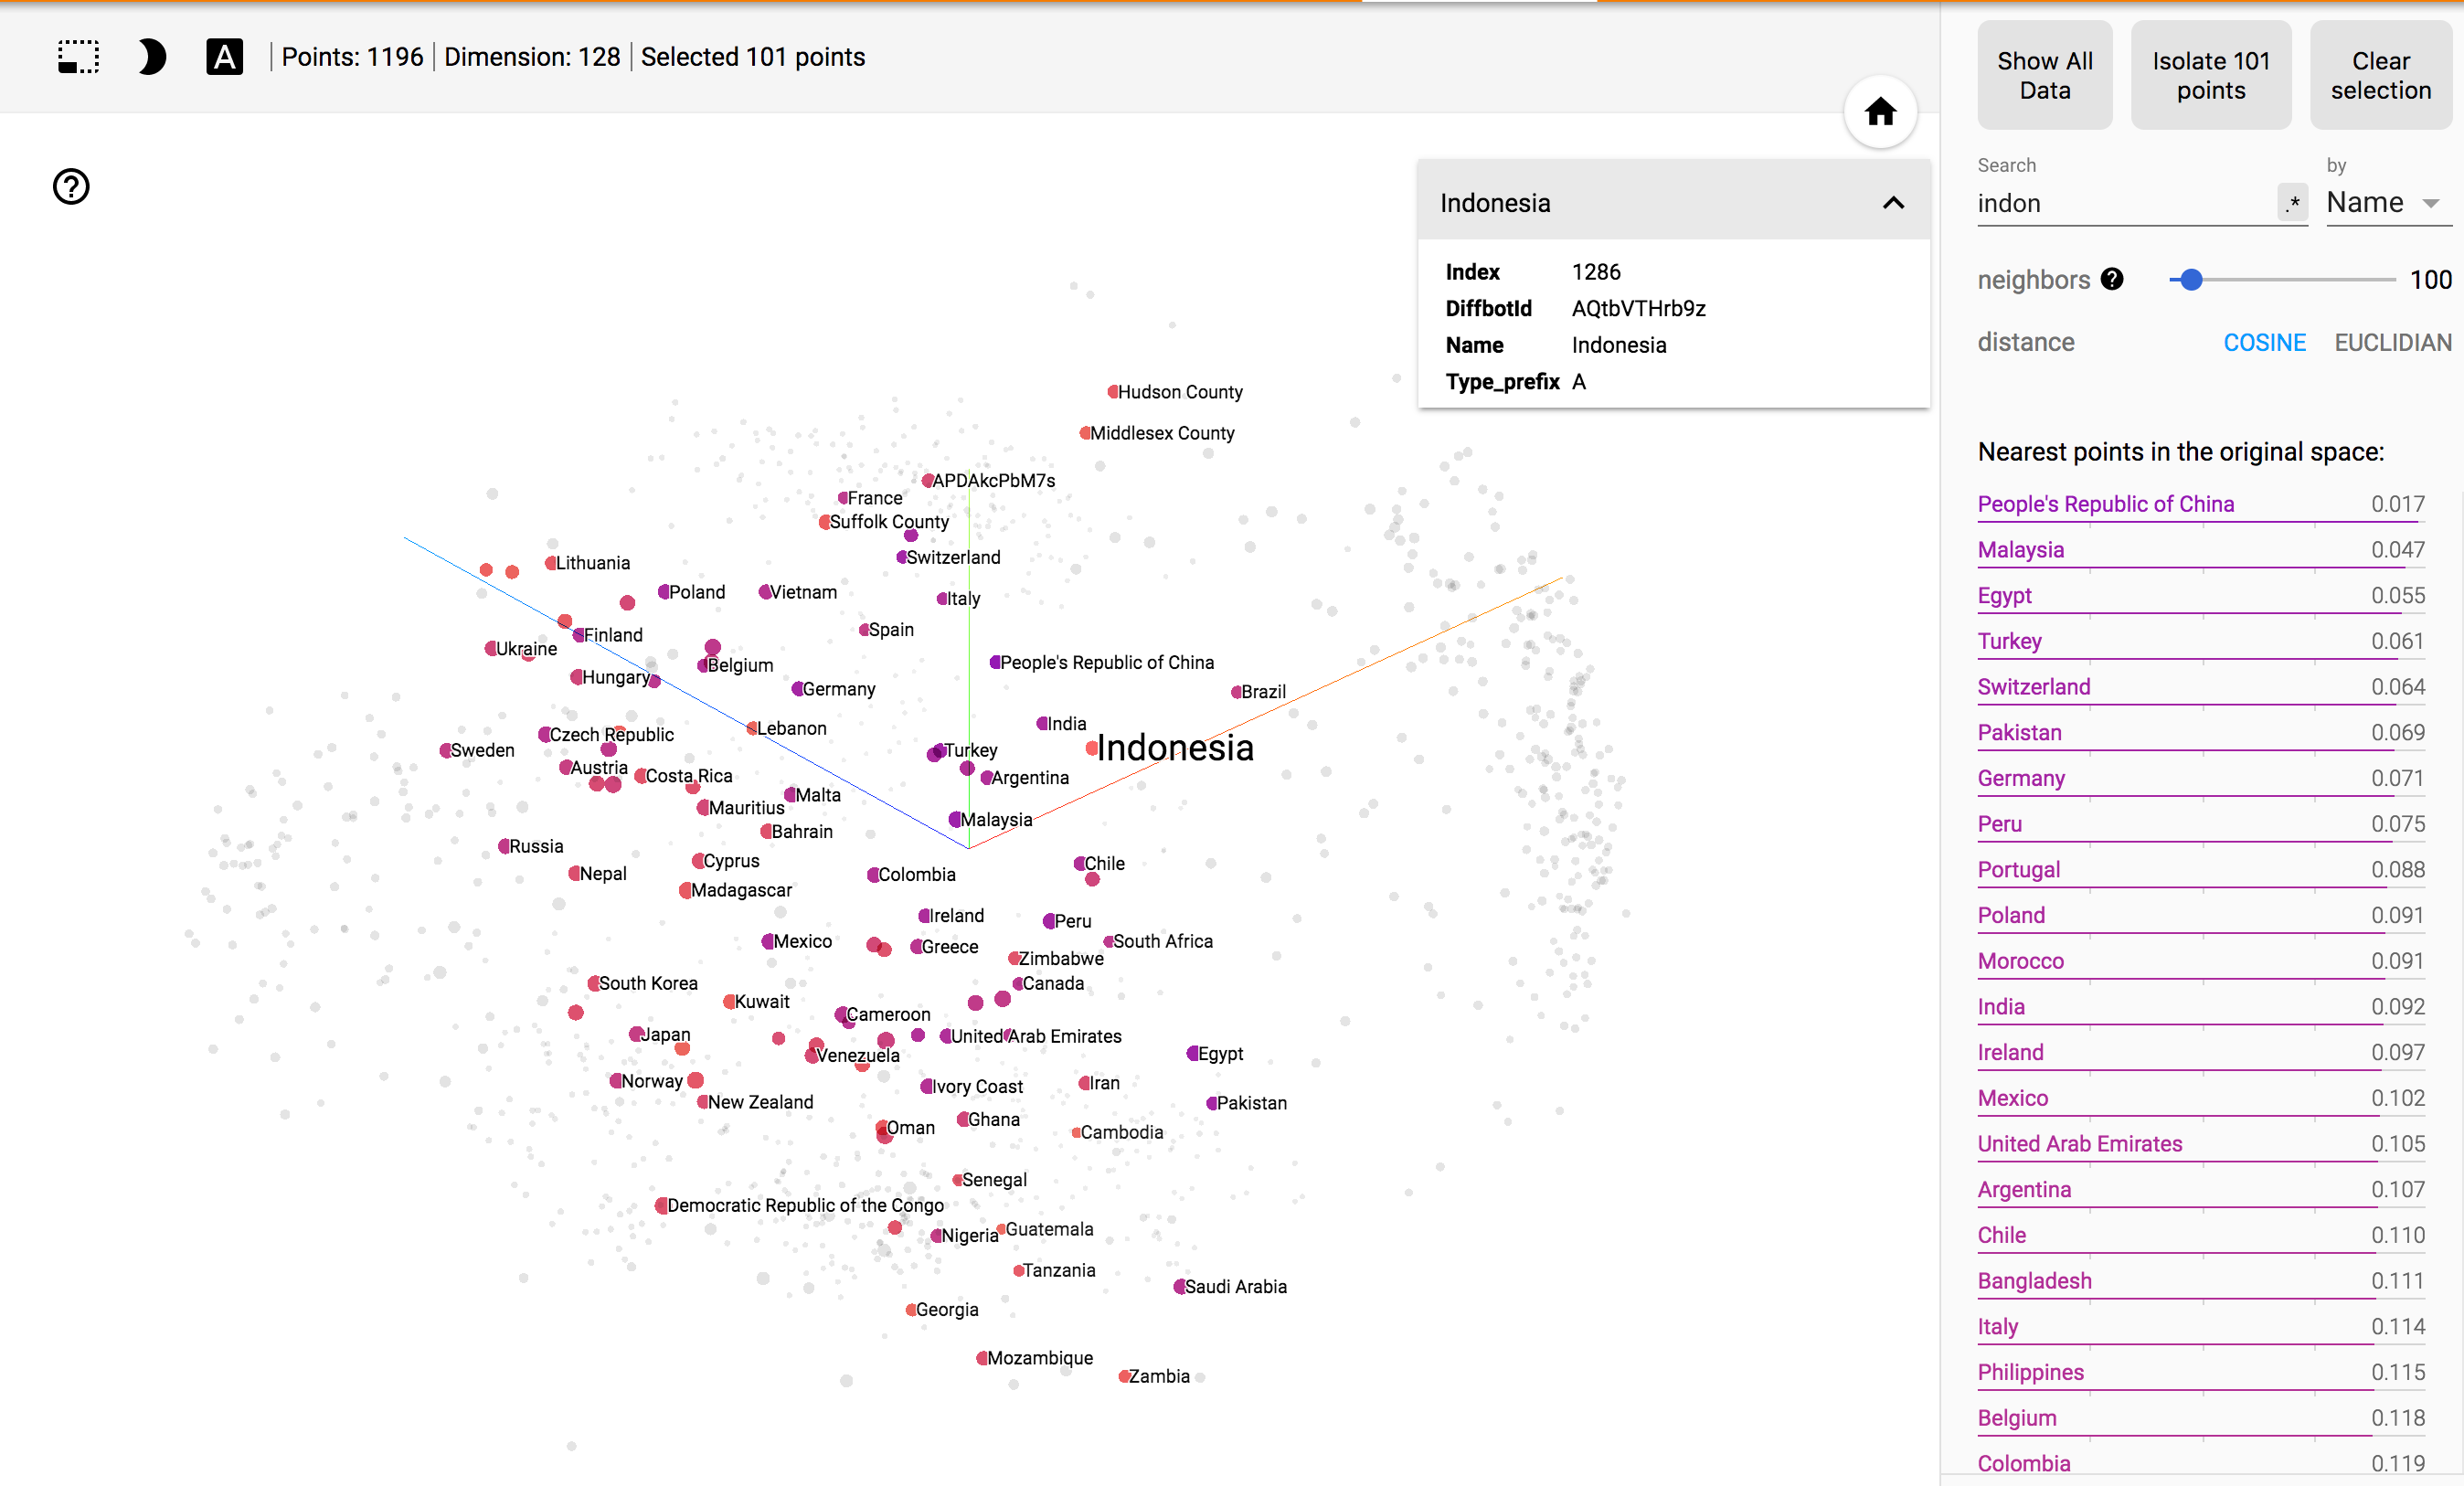 A
Points: 1196
Dimension: 128
Selected 101 points
Show All Data
Isolate 101 points
Clear selection
Search
by
indon
.*
Name
neighbors
?
100
distance
COSINE
EUCLIDIAN
Nearest points in the original space:
People's Republic of China 0.017
Malaysia 0.047
Egypt 0.055
Turkey 0.061
Switzerland 0.064
Pakistan 0.069
Germany 0.071
Peru 0.075
Portugal 0.088
Poland 0.091
Morocco 0.091
India 0.092
Ireland 0.097
Mexico 0.102
United Arab Emirates 0.105
Argentina 0.107
Chile 0.110
Bangladesh 0.111
Italy 0.114
Philippines 0.115
Belgium 0.118
Colombia 0.119
?
Indonesia
Index 1286
DiffbotId AQtbVTHrb9z
Name Indonesia
Type_prefix A
Hudson County
Middlesex County
APDAkcPbM7s
France
Suffolk County
Switzerland
Lithuania
Poland
Vietnam
Italy
Spain
Finland
Ukraine
Belgium
People's Republic of China
Hungary
Germany
Brazil
India
Lebanon
Czech Republic
Indonesia
Sweden
Turkey
Austria
Costa Rica
Argentina
Malta
Mauritius
Malaysia
Bahrain
Russia
Cyprus
Chile
Nepal
Colombia
Madagascar
Ireland
Peru
Mexico
Greece
South Africa
Zimbabwe
South Korea
Canada
Kuwait
Cameroon
Japan
United Arab Emirates
Venezuela
Egypt
Norway
Ivory Coast
Iran
New Zealand
Pakistan
Ghana
Oman
Cambodia
Senegal
Democratic Republic of the Congo
Nigeria
Guatemala
Tanzania
Saudi Arabia
Georgia
Mozambique
Zambia